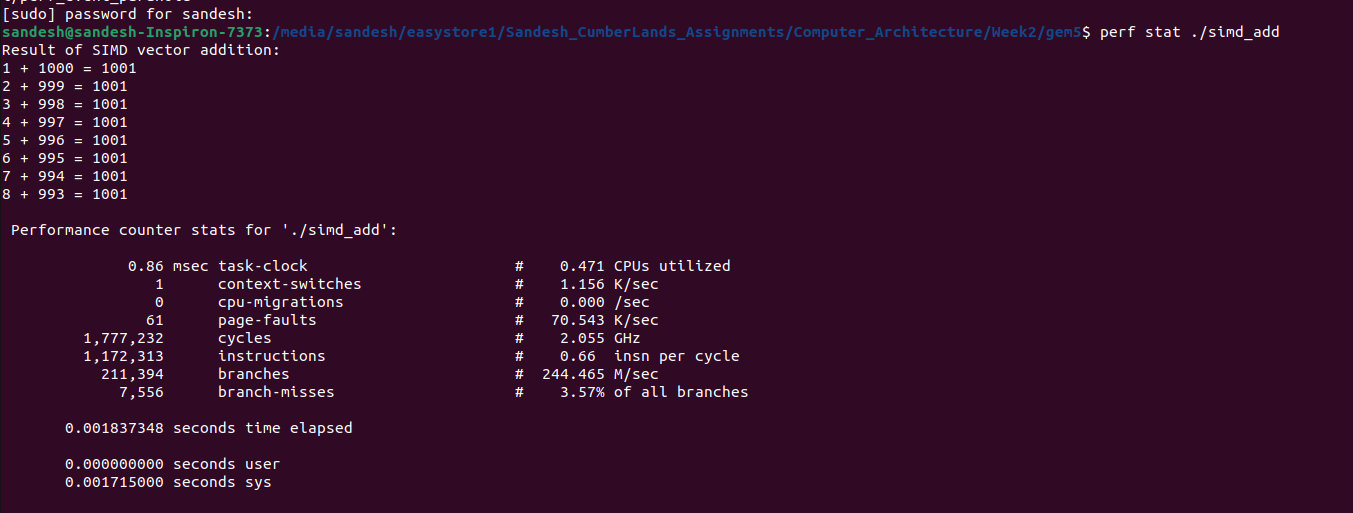 [sudo] password for sandesh:
sandesh@sandesh-Inspiron-7373:/media/sandesh/easystore1/Sandesh_CumberLands_Assignments/Computer_Architecture/Week2/gem5$ perf stat ./simd_add
Result of SIMD vector addition:
1 + 1000 = 1001
2 + 999 = 1001
3 + 998 = 1001
4 + 997 = 1001
5 + 996 = 1001
6 + 995 = 1001
7 + 994 = 1001
8 + 993 = 1001
Performance counter stats for './simd_add':
0.86 msec task-clock # 0.471 CPUs utilized
1 context-switches # 1.156 K/sec
0 cpu-migrations # 0.000 /sec
61 page-faults # 70.543 K/sec
1,777,232 cycles # 2.055 GHz
1,172,313 instructions # 0.66 insn per cycle
211,394 branches # 244.465 M/sec
7,556 branch-misses # 3.57% of all branches
0.001837348 seconds time elapsed
0.000000000 seconds user
0.001715000 seconds sys